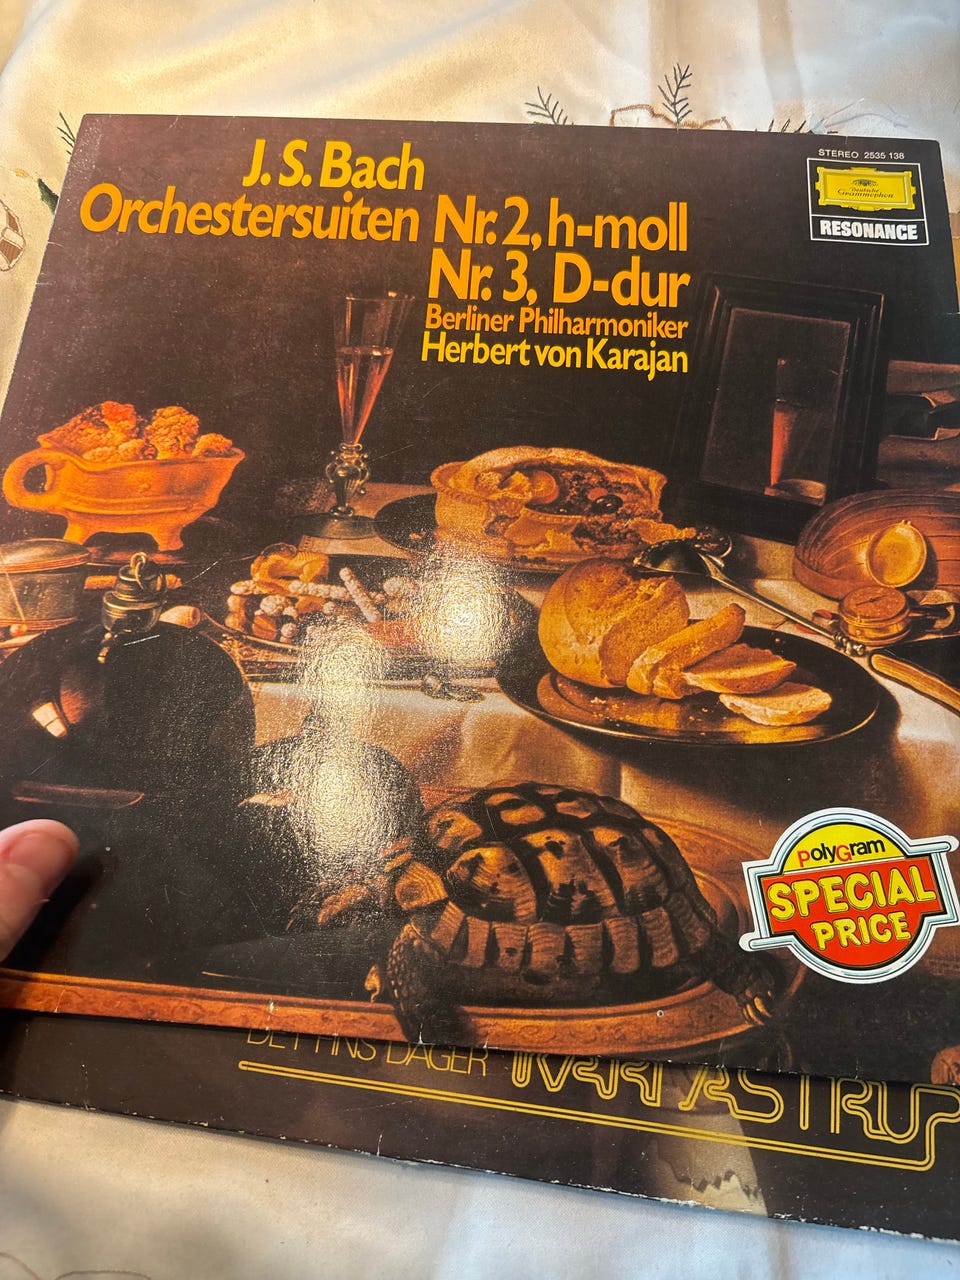 J. S. Bach
Orchestersuiten Nr. 2, h-moll
Nr. 3, D-dur
Berliner Philharmoniker
Herbert von Karajan
STEREO 2535 138
Deutsche
Grammophon
RESONANCE
PolyGram
SPECIAL
PRICE
DET FINS DAGER